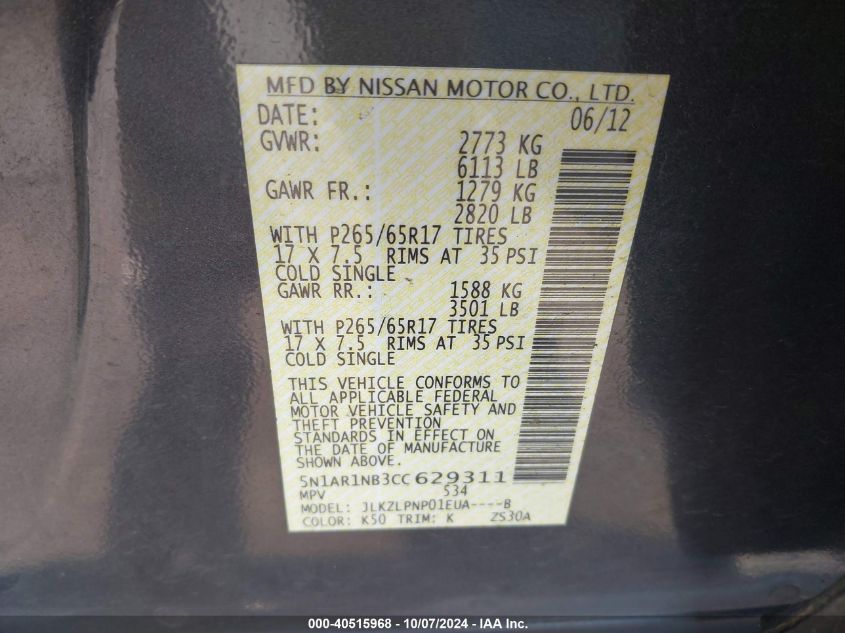 MFD BY NISSAN MOTOR CO., LTD.
DATE: 06/12
GVWR: 2773 KG
6113 LB
GAWR FR.: 1279 KG
2820 LB
WITH P265/65R17 TIRES
17 X 7.5 RIMS AT 35 PSI
COLD SINGLE
GAWR RR.: 1588 KG
3501 LB
WITH P265/65R17 TIRES
17 X 7.5 RIMS AT 35 PSI
COLD SINGLE
THIS VEHICLE CONFORMS TO
ALL APPLICABLE FEDERAL
MOTOR VEHICLE SAFETY AND
THEFT PREVENTION
STANDARDS IN EFFECT ON
THE DATE OF MANUFACTURE
SHOWN ABOVE.
5N1AR1NB3CC 629311
MPV S34
MODEL: JLKZLPNP01EUA----B
COLOR: K50 TRIM: K ZS30A
000-40515968 - 10/07/2024 - IAA Inc.